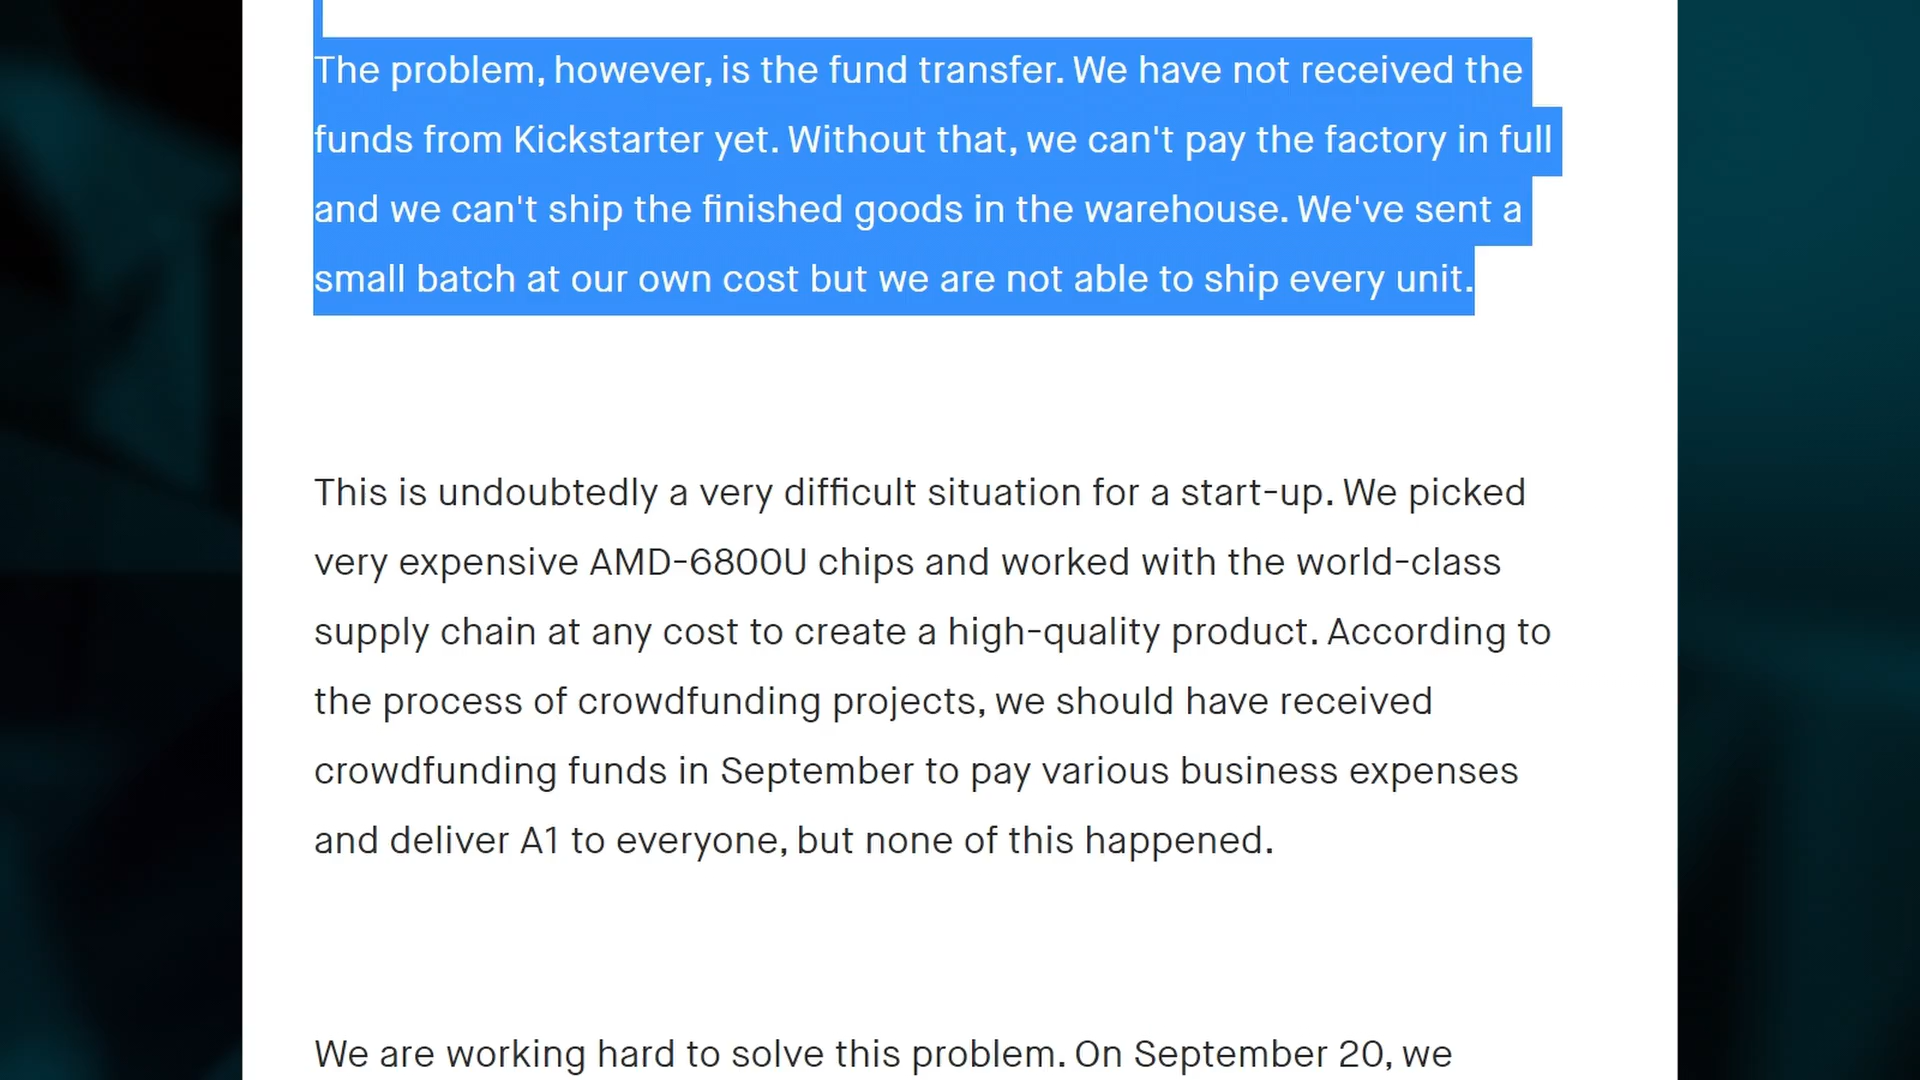 The problem, however, is the fund transfer. We have not received the
funds from Kickstarter yet. Without that, we can't pay the factory in full
and we can't ship the finished goods in the warehouse. We've sent a
small batch at our own cost but we are not able to ship every unit.
This is undoubtedly a very difficult situation for a start-up. We picked
very expensive AMD-6800U chips and worked with the world-class
supply chain at any cost to create a high-quality product. According to
the process of crowdfunding projects, we should have received
crowdfunding funds in September to pay various business expenses
and deliver A1 to everyone, but none of this happened.
We are working hard to solve this problem. On September 20, we